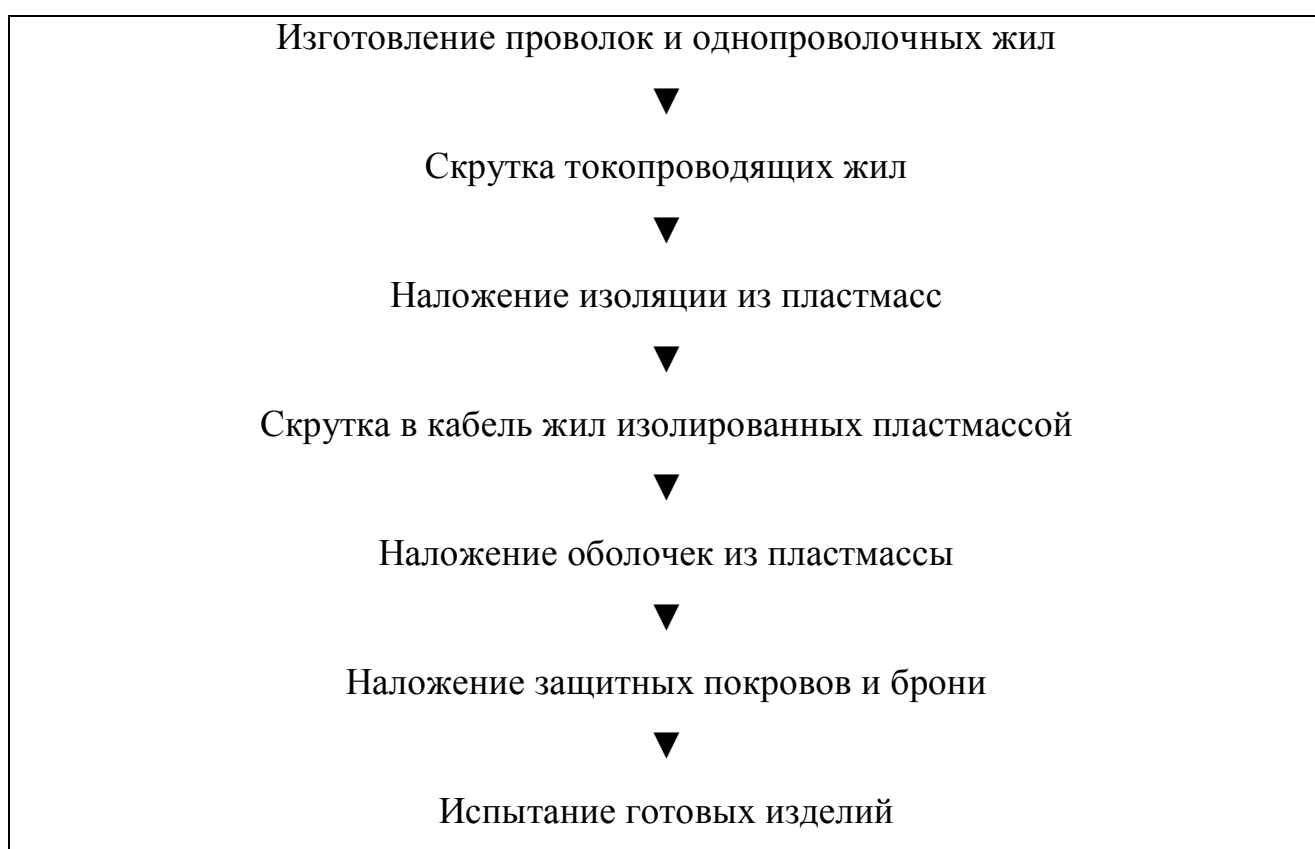 Изготовление проволок и однопроволочных жил
▼
Скрутка токопроводящих жил
▼
Наложение изоляции из пластмасс
▼
Скрутка в кабель жил изолированных пластмассой
▼
Наложение оболочек из пластмассы
▼
Наложение защитных покровов и брони
▼
Испытание готовых изделий